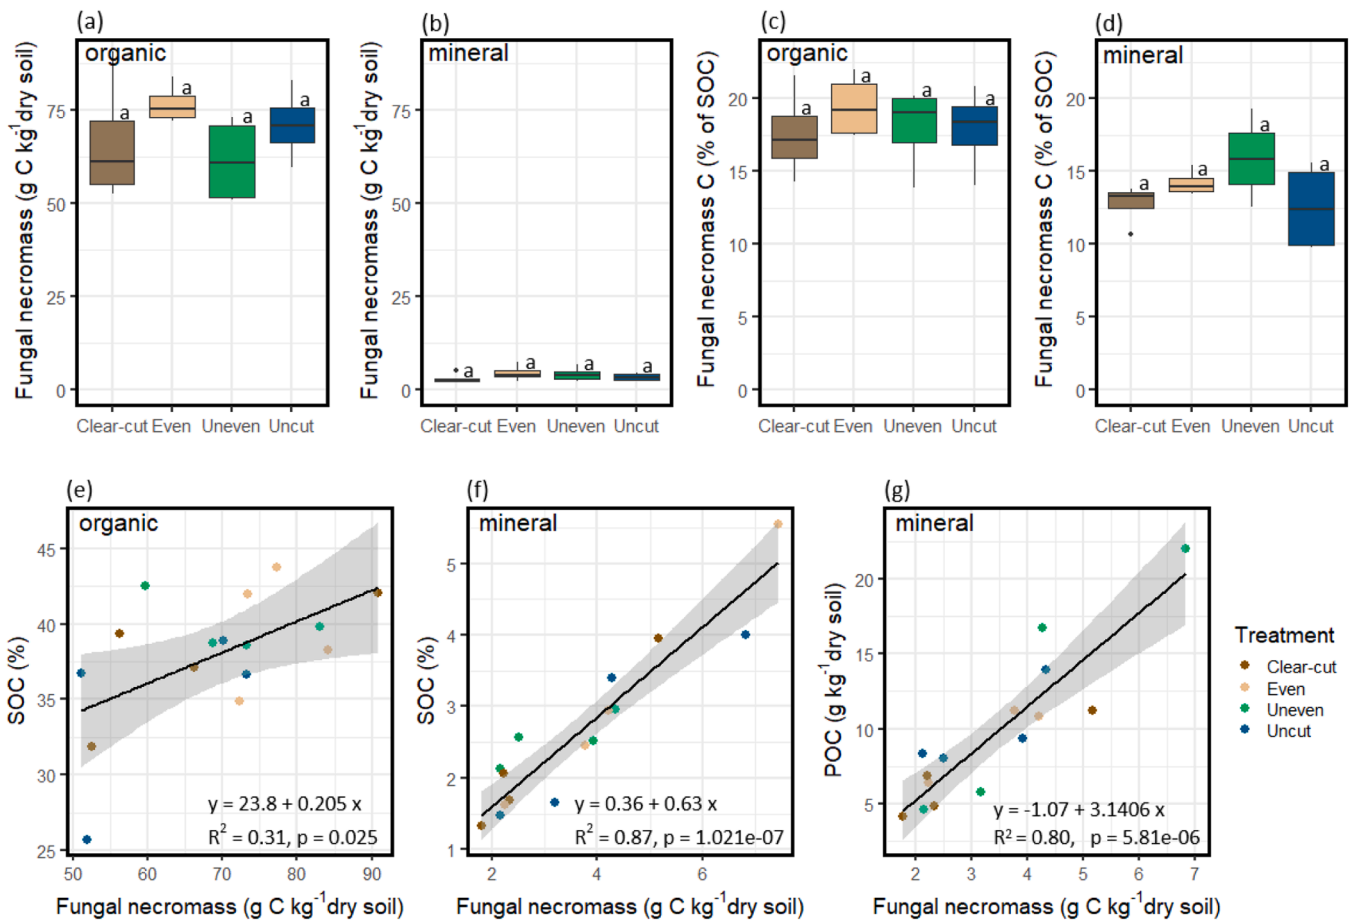 (a)
organic
Fungal necromass (g C kg⁻¹dry soil)
75
50
25
0
a
a
a
a
Clear-cut Even Uneven Uncut
(b)
mineral
Fungal necromass (g C kg⁻¹dry soil)
75
50
25
0
a
a
a
a
Clear-cut Even Uneven Uncut
(c)
organic
Fungal necromass C (% of SOC)
20
15
10
5
0
a
a
a
a
Clear-cut Even Uneven Uncut
(d)
mineral
Fungal necromass C (% of SOC)
20
15
10
5
0
a
a
a
a
Clear-cut Even Uneven Uncut
(e)
organic
SOC (%)
45
40
35
30
25
y = 23.8 + 0.205 x
R² = 0.31, p = 0.025
50 60 70 80 90
Fungal necromass (g C kg⁻¹dry soil)
(f)
mineral
SOC (%)
5
4
3
2
1
y = 0.36 + 0.63 x
R² = 0.87, p = 1.021e-07
2 4 6
Fungal necromass (g C kg⁻¹dry soil)
(g)
mineral
POC (g kg⁻¹dry soil)
20
15
10
5
y = -1.07 + 3.1406 x
R² = 0.80, p = 5.81e-06
2 3 4 5 6 7
Fungal necromass (g C kg⁻¹dry soil)
Treatment
Clear-cut
Even
Uneven
Uncut